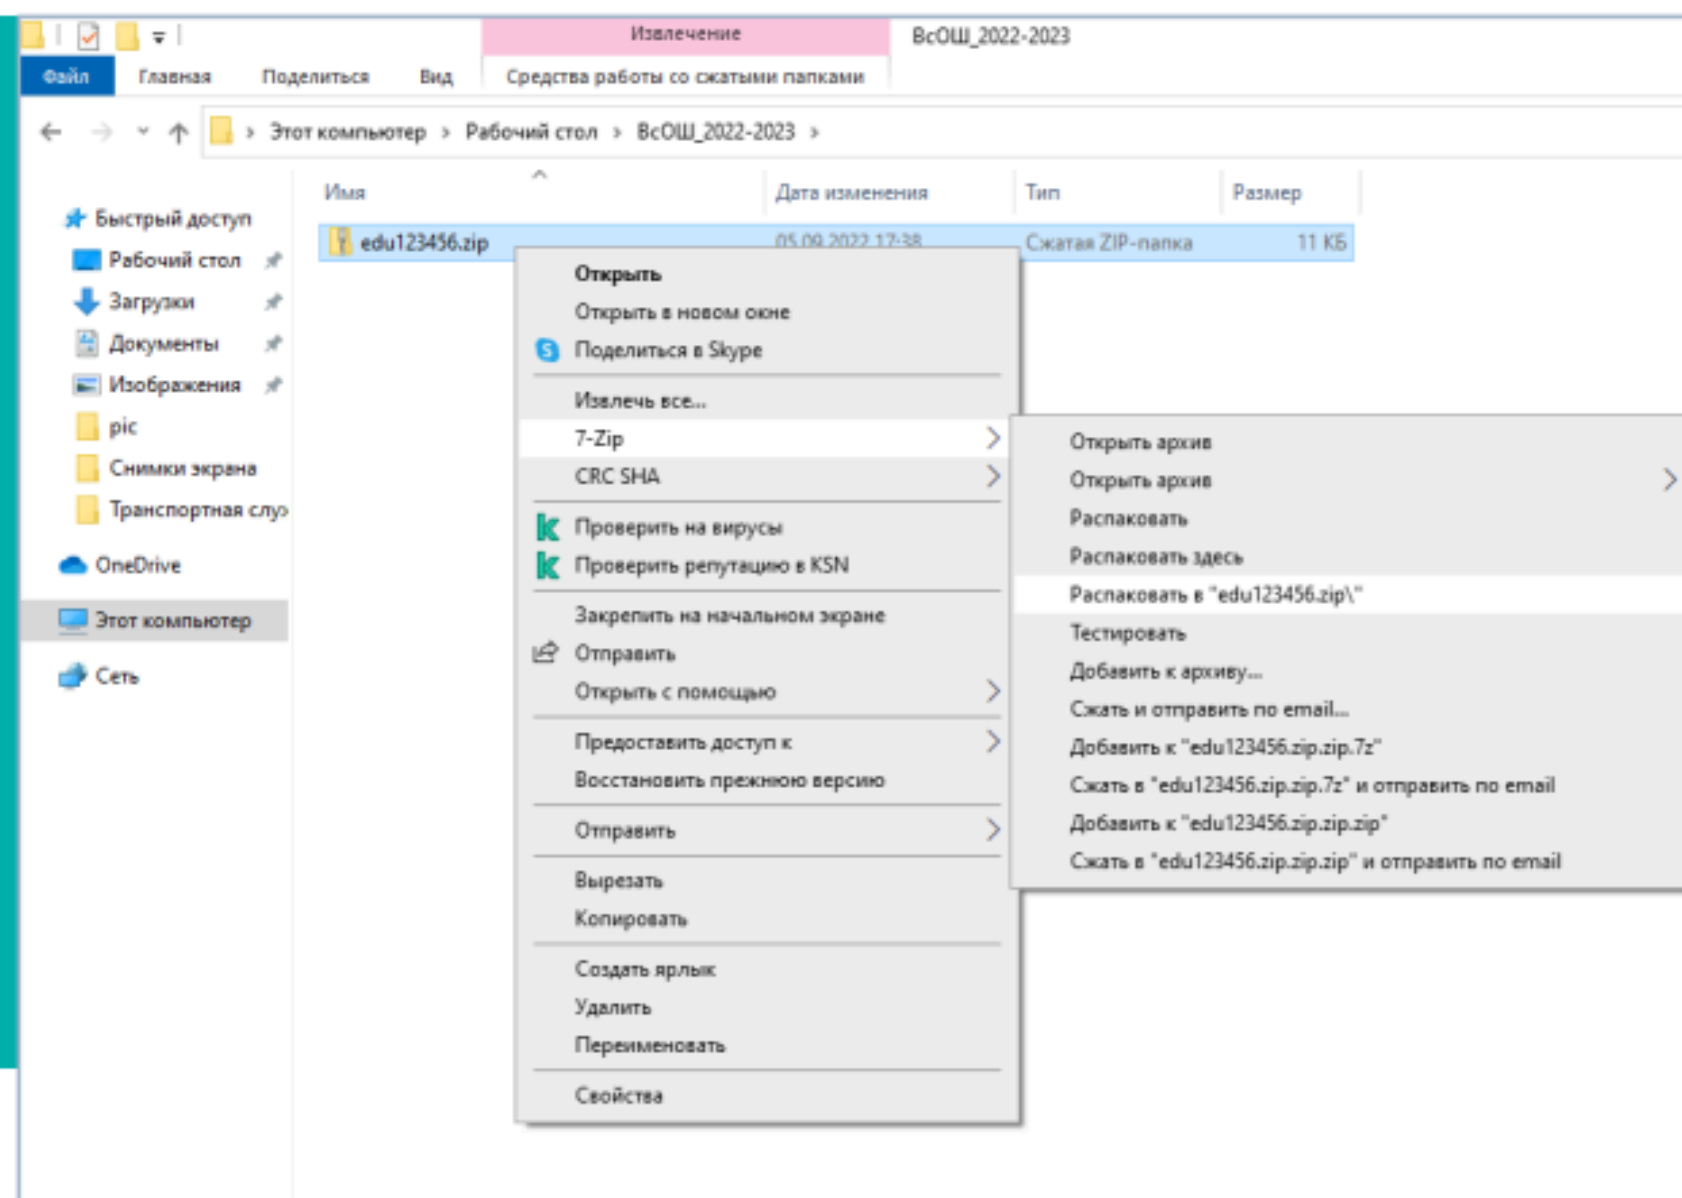 Извлечение
ВсОШ_2022-2023
Файл
Главная
Поделиться
Вид
Средства работы со сжатыми папками
Этот компьютер > Рабочий стол > ВсОШ_2022-2023 >
Имя
Дата изменения
Тип
Размер
Быстрый доступ
Рабочий стол
Загрузки
Документы
Изображения
pic
Снимки экрана
Транспортная слу
OneDrive
Этот компьютер
Сеть
edu123456.zip
05.09.2022 17:38
Сжатая ZIP-папка
11 КБ
Открыть
Открыть в новом окне
Поделиться в Skype
Извлечь все...
7-Zip
CRC SHA
Проверить на вирусы
Проверить репутацию в KSN
Закрепить на начальном экране
Отправить
Открыть с помощью
Предоставить доступ к
Восстановить прежнюю версию
Отправить
Вырезать
Копировать
Создать ярлык
Удалить
Переименовать
Свойства
Открыть архив
Открыть архив
Распаковать
Распаковать здесь
Распаковать в "edu123456.zip\"
Тестировать
Добавить к архиву...
Сжать и отправить по email...
Добавить к "edu123456.zip.zip.7z"
Сжать в "edu123456.zip.zip.7z" и отправить по email
Добавить к "edu123456.zip.zip.zip"
Сжать в "edu123456.zip.zip.zip" и отправить по email